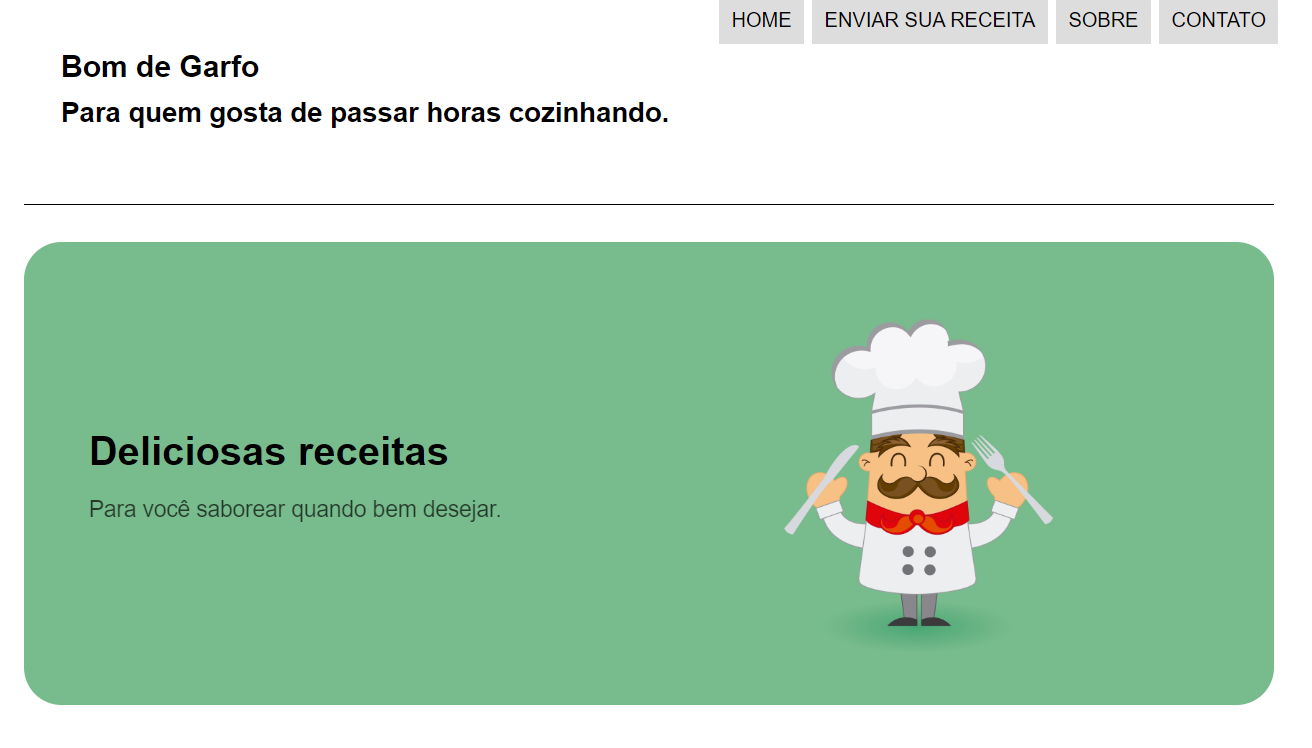 HOME ENVIAR SUA RECEITA SOBRE CONTATO
Bom de Garfo
Para quem gosta de passar horas cozinhando.
Deliciosas receitas
Para você saborear quando bem desejar.